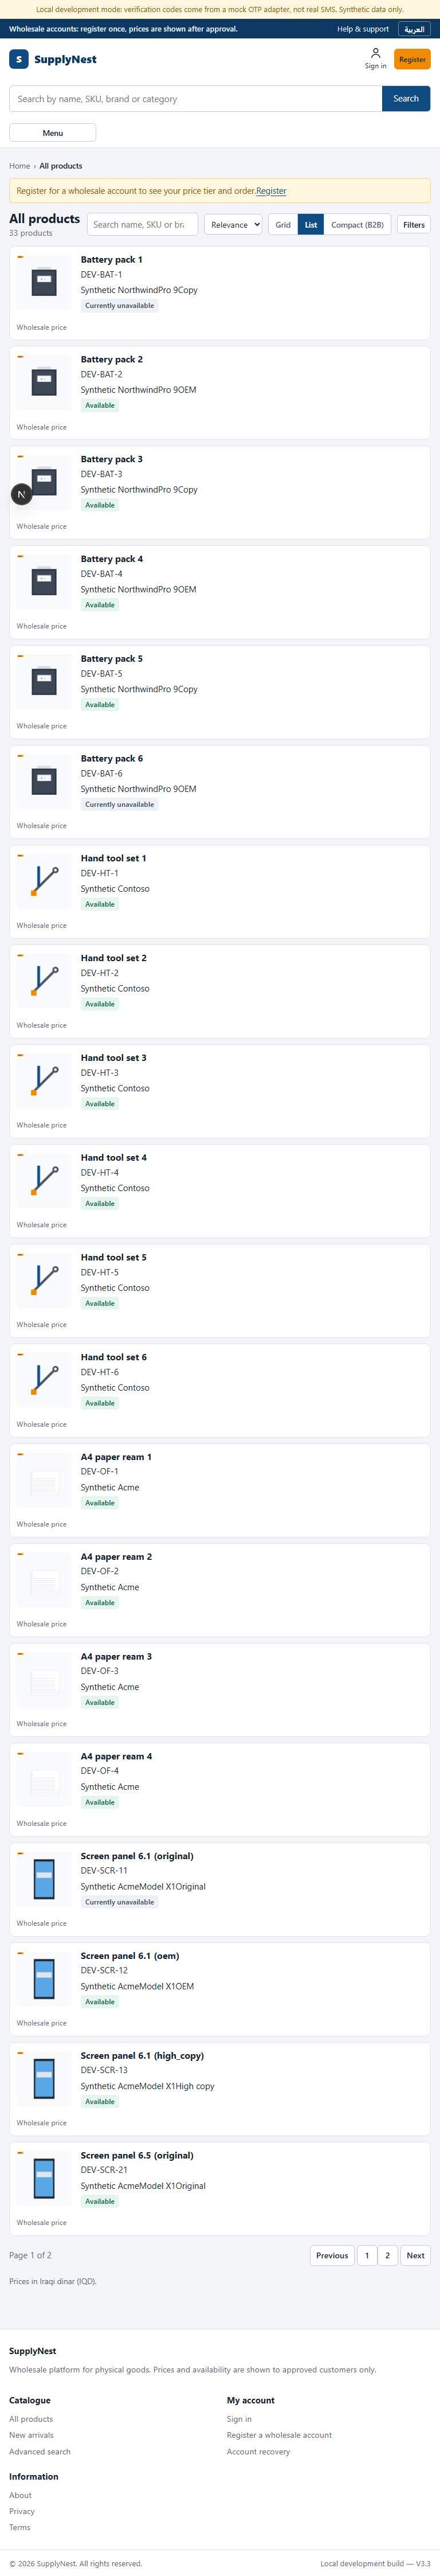 Local development mode: verification codes come from a mock OTP adapter, not real SMS. Synthetic data only.
Wholesale accounts: register once, prices are shown after approval. Help & support العربية
S SupplyNest Sign in Register
Search by name, SKU, brand or category Search
Menu
Home › All products
Register for a wholesale account to see your price tier and order.Register
All products
33 products
Search name, SKU or bra Relevance Grid List Compact (B2B) Filters
Battery pack 1
DEV-BAT-1
Synthetic NorthwindPro 9Copy
Currently unavailable
Wholesale price
Battery pack 2
DEV-BAT-2
Synthetic NorthwindPro 9OEM
Available
Wholesale price
Battery pack 3
DEV-BAT-3
Synthetic NorthwindPro 9Copy
N
Available
Wholesale price
Battery pack 4
DEV-BAT-4
Synthetic NorthwindPro 9OEM
Available
Wholesale price
Battery pack 5
DEV-BAT-5
Synthetic NorthwindPro 9Copy
Available
Wholesale price
Battery pack 6
DEV-BAT-6
Synthetic NorthwindPro 9OEM
Currently unavailable
Wholesale price
Hand tool set 1
DEV-HT-1
Synthetic Contoso
Available
Wholesale price
Hand tool set 2
DEV-HT-2
Synthetic Contoso
Available
Wholesale price
Hand tool set 3
DEV-HT-3
Synthetic Contoso
Available
Wholesale price
Hand tool set 4
DEV-HT-4
Synthetic Contoso
Available
Wholesale price
Hand tool set 5
DEV-HT-5
Synthetic Contoso
Available
Wholesale price
Hand tool set 6
DEV-HT-6
Synthetic Contoso
Available
Wholesale price
A4 paper ream 1
DEV-OF-1
Synthetic Acme
Available
Wholesale price
A4 paper ream 2
DEV-OF-2
Synthetic Acme
Available
Wholesale price
A4 paper ream 3
DEV-OF-3
Synthetic Acme
Available
Wholesale price
A4 paper ream 4
DEV-OF-4
Synthetic Acme
Available
Wholesale price
Screen panel 6.1 (original)
DEV-SCR-11
Synthetic AcmeModel X1Original
Currently unavailable
Wholesale price
Screen panel 6.1 (oem)
DEV-SCR-12
Synthetic AcmeModel X1OEM
Available
Wholesale price
Screen panel 6.1 (high_copy)
DEV-SCR-13
Synthetic AcmeModel X1High copy
Available
Wholesale price
Screen panel 6.5 (original)
DEV-SCR-21
Synthetic AcmeModel X1Original
Available
Wholesale price
Page 1 of 2 Previous 1 2 Next
Prices in Iraqi dinar (IQD).
SupplyNest
Wholesale platform for physical goods. Prices and availability are shown to approved customers only.
Catalogue
All products
New arrivals
Advanced search
My account
Sign in
Register a wholesale account
Account recovery
Information
About
Privacy
Terms
© 2026 SupplyNest. All rights reserved. Local development build — V3.3